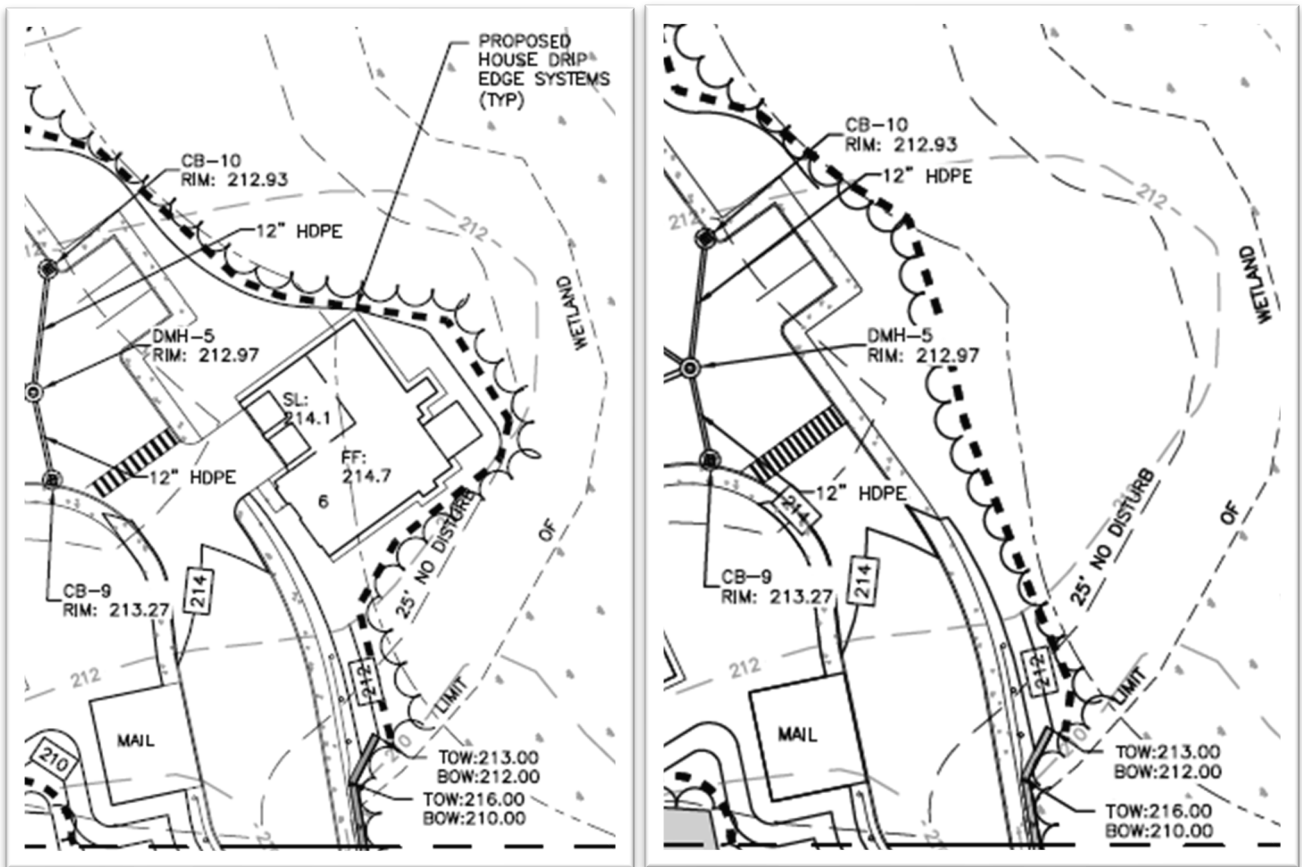 PROPOSED
HOUSE DRIP
EDGE SYSTEMS
(TYP)
CB-10
RIM: 212.93
12" HDPE
212
212
WETLAND
DMH-5
RIM: 212.97
SL:
214.1
FF:
214.7
6
12" HDPE
25' NO DISTURB
OF
CB-9
RIM: 213.27
214
212
212
LIMIT
MAIL
210
210
TOW:213.00
BOW:212.00
TOW:216.00
BOW:210.00
CB-10
RIM: 212.93
12" HDPE
212
212
WETLAND
DMH-5
RIM: 212.97
12" HDPE
214
25' NO DISTURB
OF
CB-9
RIM: 213.27
214
212
212
LIMIT
MAIL
210
TOW:213.00
BOW:212.00
TOW:216.00
BOW:210.00